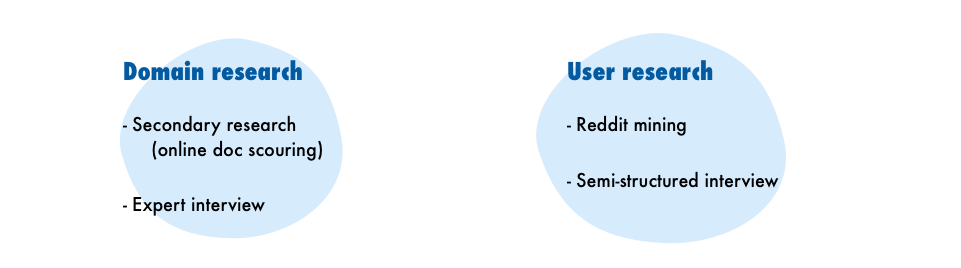 Domain research
- Secondary research
(online doc scouring)
- Expert interview
User research
- Reddit mining
- Semi-structured interview